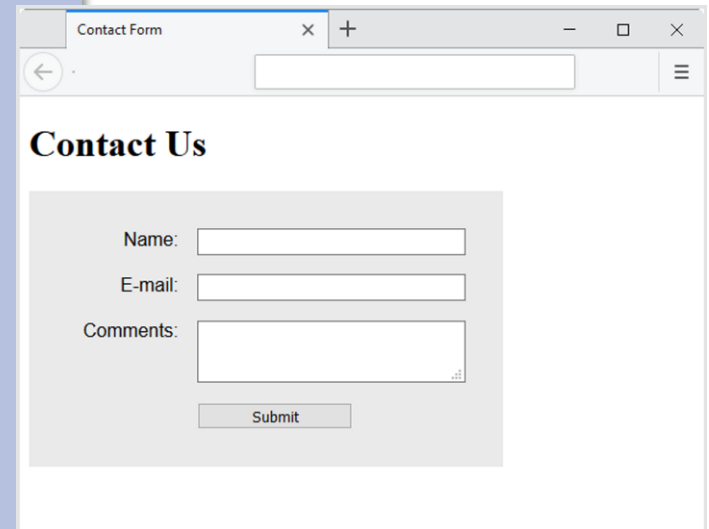 Contact Form
Contact Us
Name:
E-mail:
Comments:
Submit